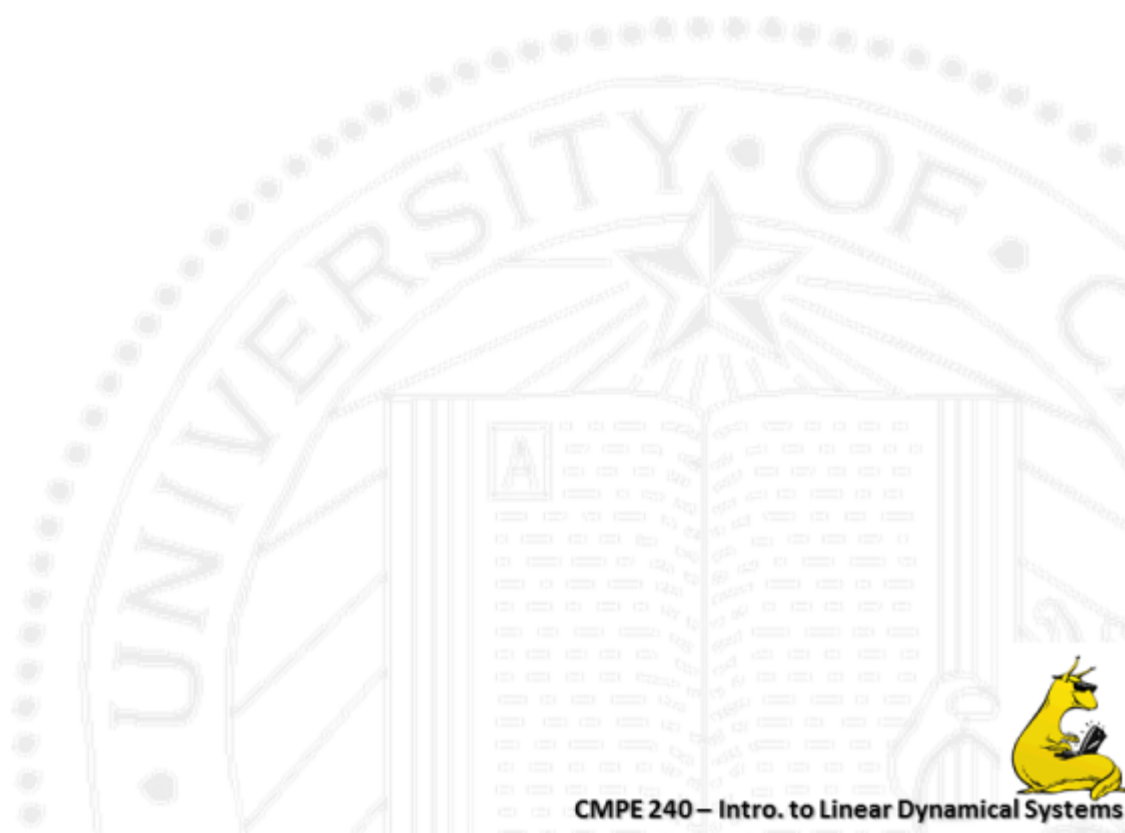 UNIVERSITY OF C
A
CMPE 240 – Intro. to Linear Dynamical Systems